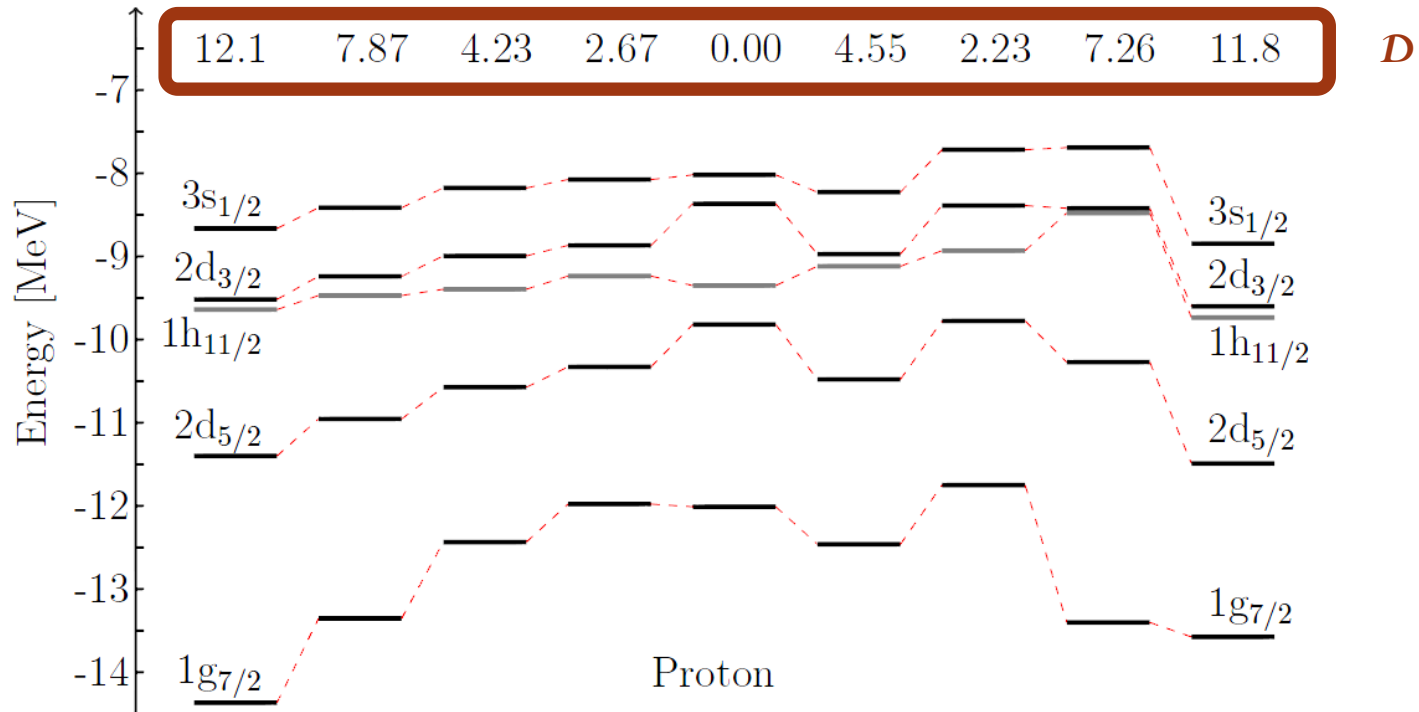 12.1 7.87 4.23 2.67 0.00 4.55 2.23 7.26 11.8 D
-7
-8
3s1/2 3s1/2
-9
2d3/2 2d3/2
1h11/2 1h11/2
-10
Energy [MeV]
-11
2d5/2 2d5/2
-12
-13
1g7/2
-14
1g7/2 Proton